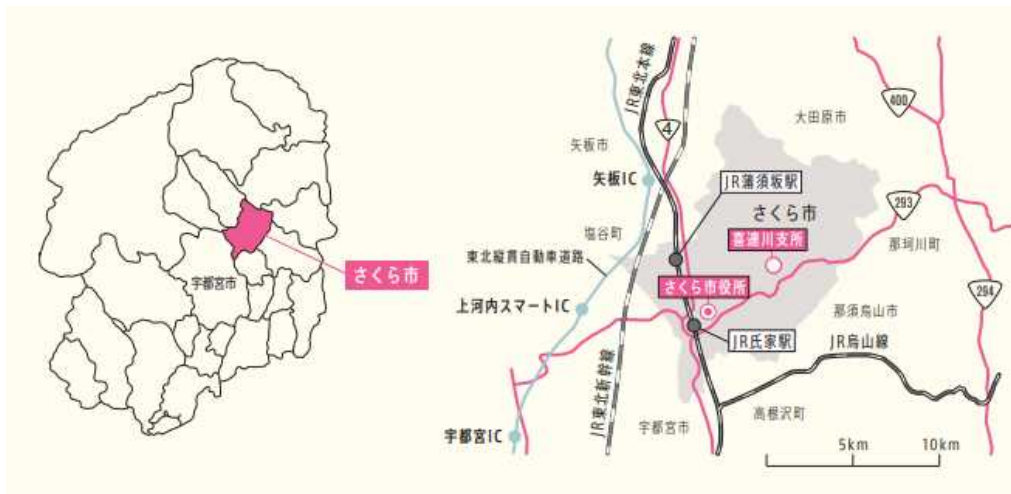 宇都宮市
さくら市
JR東北本線
4
400
大田原市
矢板市
矢板IC
JR蒲須坂駅
さくら市
293
喜連川支所
塩谷町
那珂川町
東北縦貫自動車道路
さくら市役所
294
上河内スマートIC
那須烏山市
JR氏家駅
JR烏山線
JR東北新幹線
高根沢町
宇都宮市
宇都宮IC
5km
10km